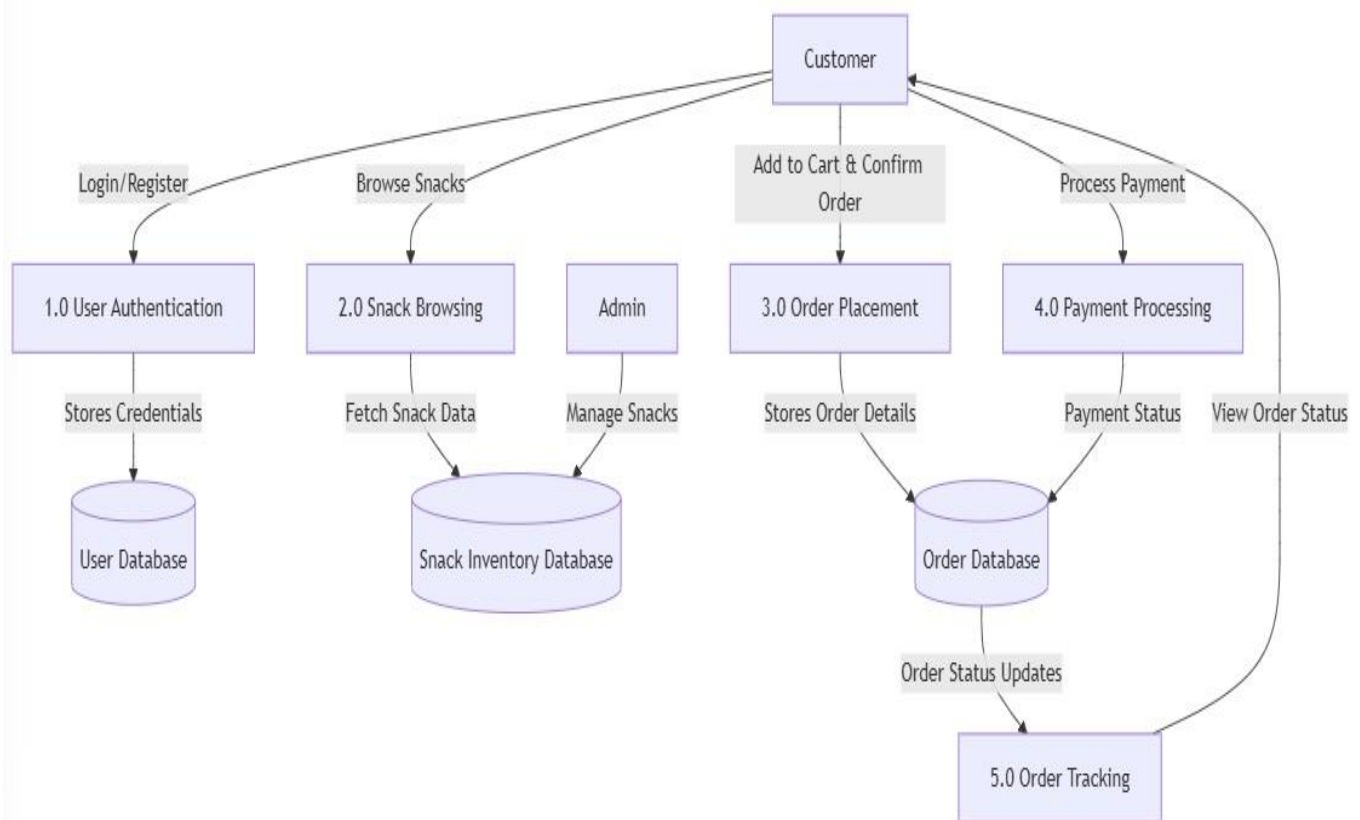 Customer
Login/Register
Browse Snacks
Add to Cart & Confirm
Order
Process Payment
1.0 User Authentication
2.0 Snack Browsing
Admin
3.0 Order Placement
4.0 Payment Processing
Stores Credentials
Fetch Snack Data
Manage Snacks
Stores Order Details
Payment Status
View Order Status
User Database
Snack Inventory Database
Order Database
Order Status Updates
5.0 Order Tracking